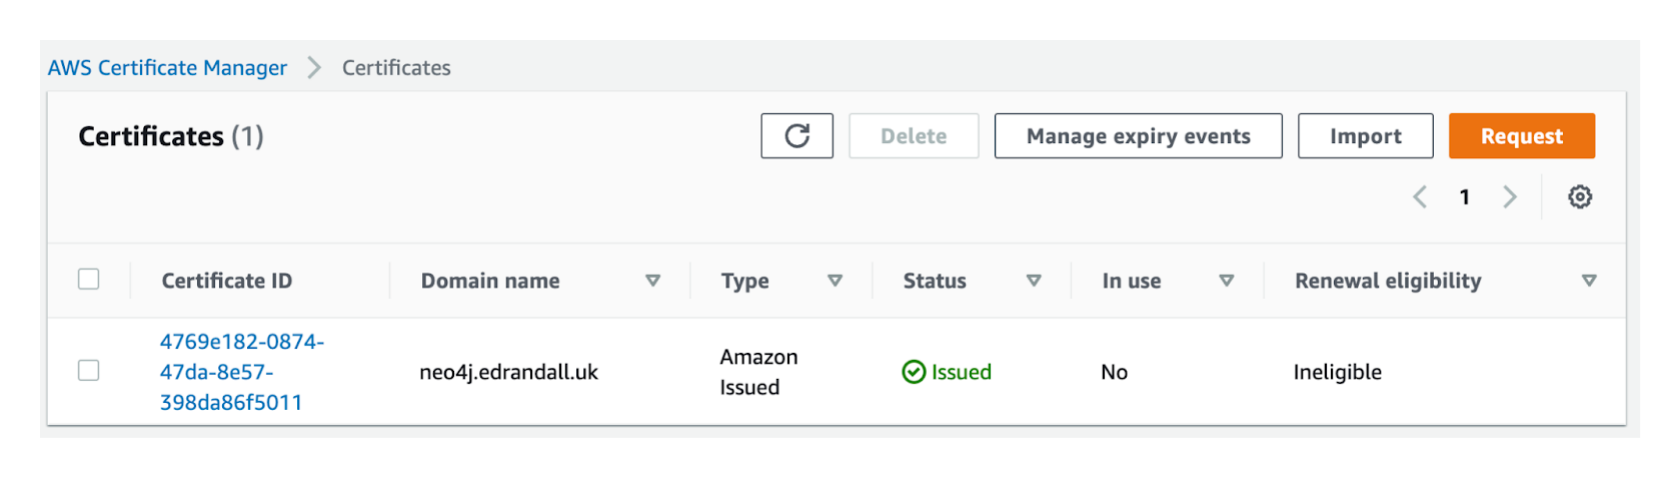 AWS Certificate Manager > Certificates
Certificates (1)
Delete
Manage expiry events
Import
Request
1
Certificate ID
Domain name
Type
Status
In use
Renewal eligibility
4769e182-0874-
47da-8e57-
398da86f5011
neo4j.edrandall.uk
Amazon
Issued
Issued
No
Ineligible